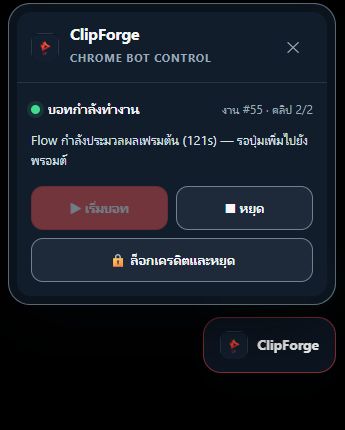 ClipForge
CHROME BOT CONTROL
บอทกำลังทำงาน
งาน #55 · คลิป 2/2
Flow กำลังประมวลผลเฟรมต้น (121s) — รอปุ่มเพิ่มไปยัง
พรอมต์
▶ เริ่มบอท
■ หยุด
🔒 ล็อกเครดิตและหยุด
ClipForge